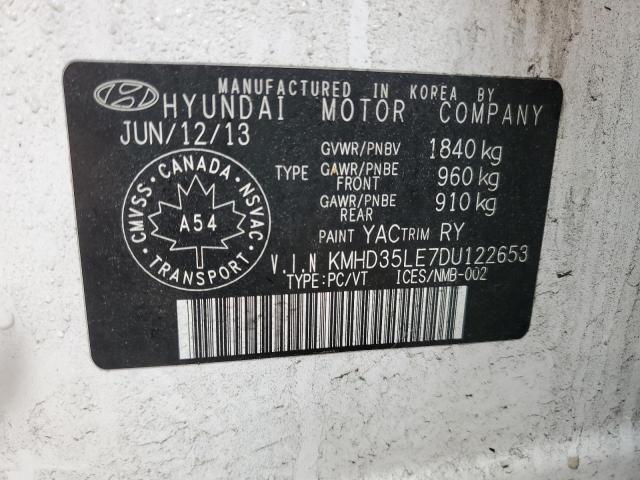 MANUFACTURED IN KOREA BY
HYUNDAI MOTOR COMPANY
JUN/12/13
GVWR/PNBV 1840 kg
TYPE GAWR/PNBE FRONT 960 kg
GAWR/PNBE REAR 910 kg
CMVSS CANADA NSVAC
A54
TRANSPORT
PAINT YAC TRIM RY
V.I.N KMHD35LE7DU122653
TYPE:PC/VT ICES/NMB-002